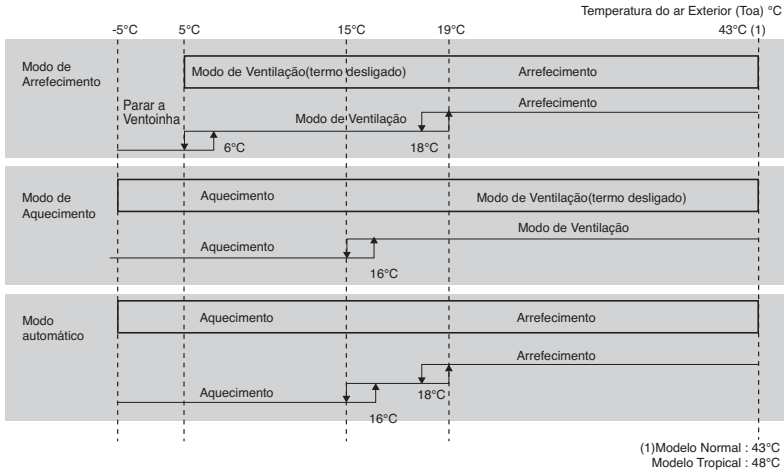 Temperatura do ar Exterior (Toa) °C
-5°C 5°C 15°C 19°C 43°C (1)
Modo de
Arrefecimento
Modo de Ventilação(termo desligado) Arrefecimento
Parar a
Ventoinha
Modo de Ventilação
Arrefecimento
6°C 18°C
Modo de
Aquecimento
Aquecimento Modo de Ventilação(termo desligado)
Modo de Ventilação
Aquecimento
16°C
Modo
automático
Aquecimento Arrefecimento
Arrefecimento
Aquecimento
18°C
16°C
(1)Modelo Normal : 43°C
Modelo Tropical : 48°C